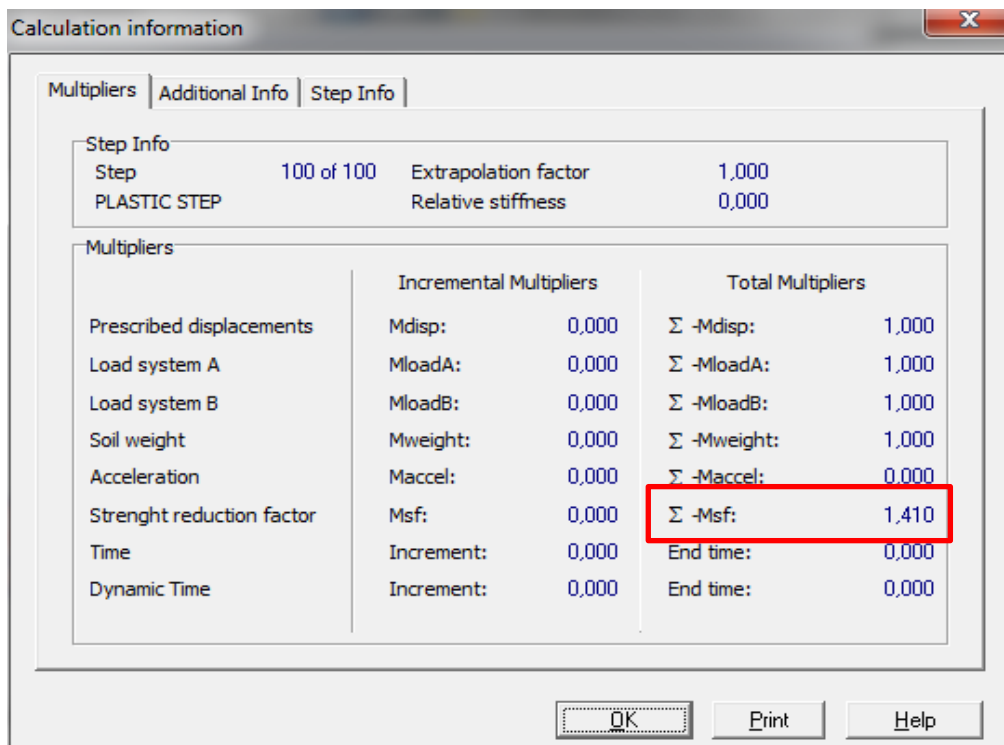 Calculation information
X
Multipliers Additional Info Step Info
Step Info
Step 100 of 100 Extrapolation factor 1,000
PLASTIC STEP Relative stiffness 0,000
Multipliers
Incremental Multipliers Total Multipliers
Prescribed displacements Mdisp: 0,000 Σ -Mdisp: 1,000
Load system A MloadA: 0,000 Σ -MloadA: 1,000
Load system B MloadB: 0,000 Σ -MloadB: 1,000
Soil weight Mweight: 0,000 Σ -Mweight: 1,000
Acceleration Maccel: 0,000 Σ -Maccel: 0,000
Strenght reduction factor Msf: 0,000 Σ -Msf: 1,410
Time Increment: 0,000 End time: 0,000
Dynamic Time Increment: 0,000 End time: 0,000
OK Print Help